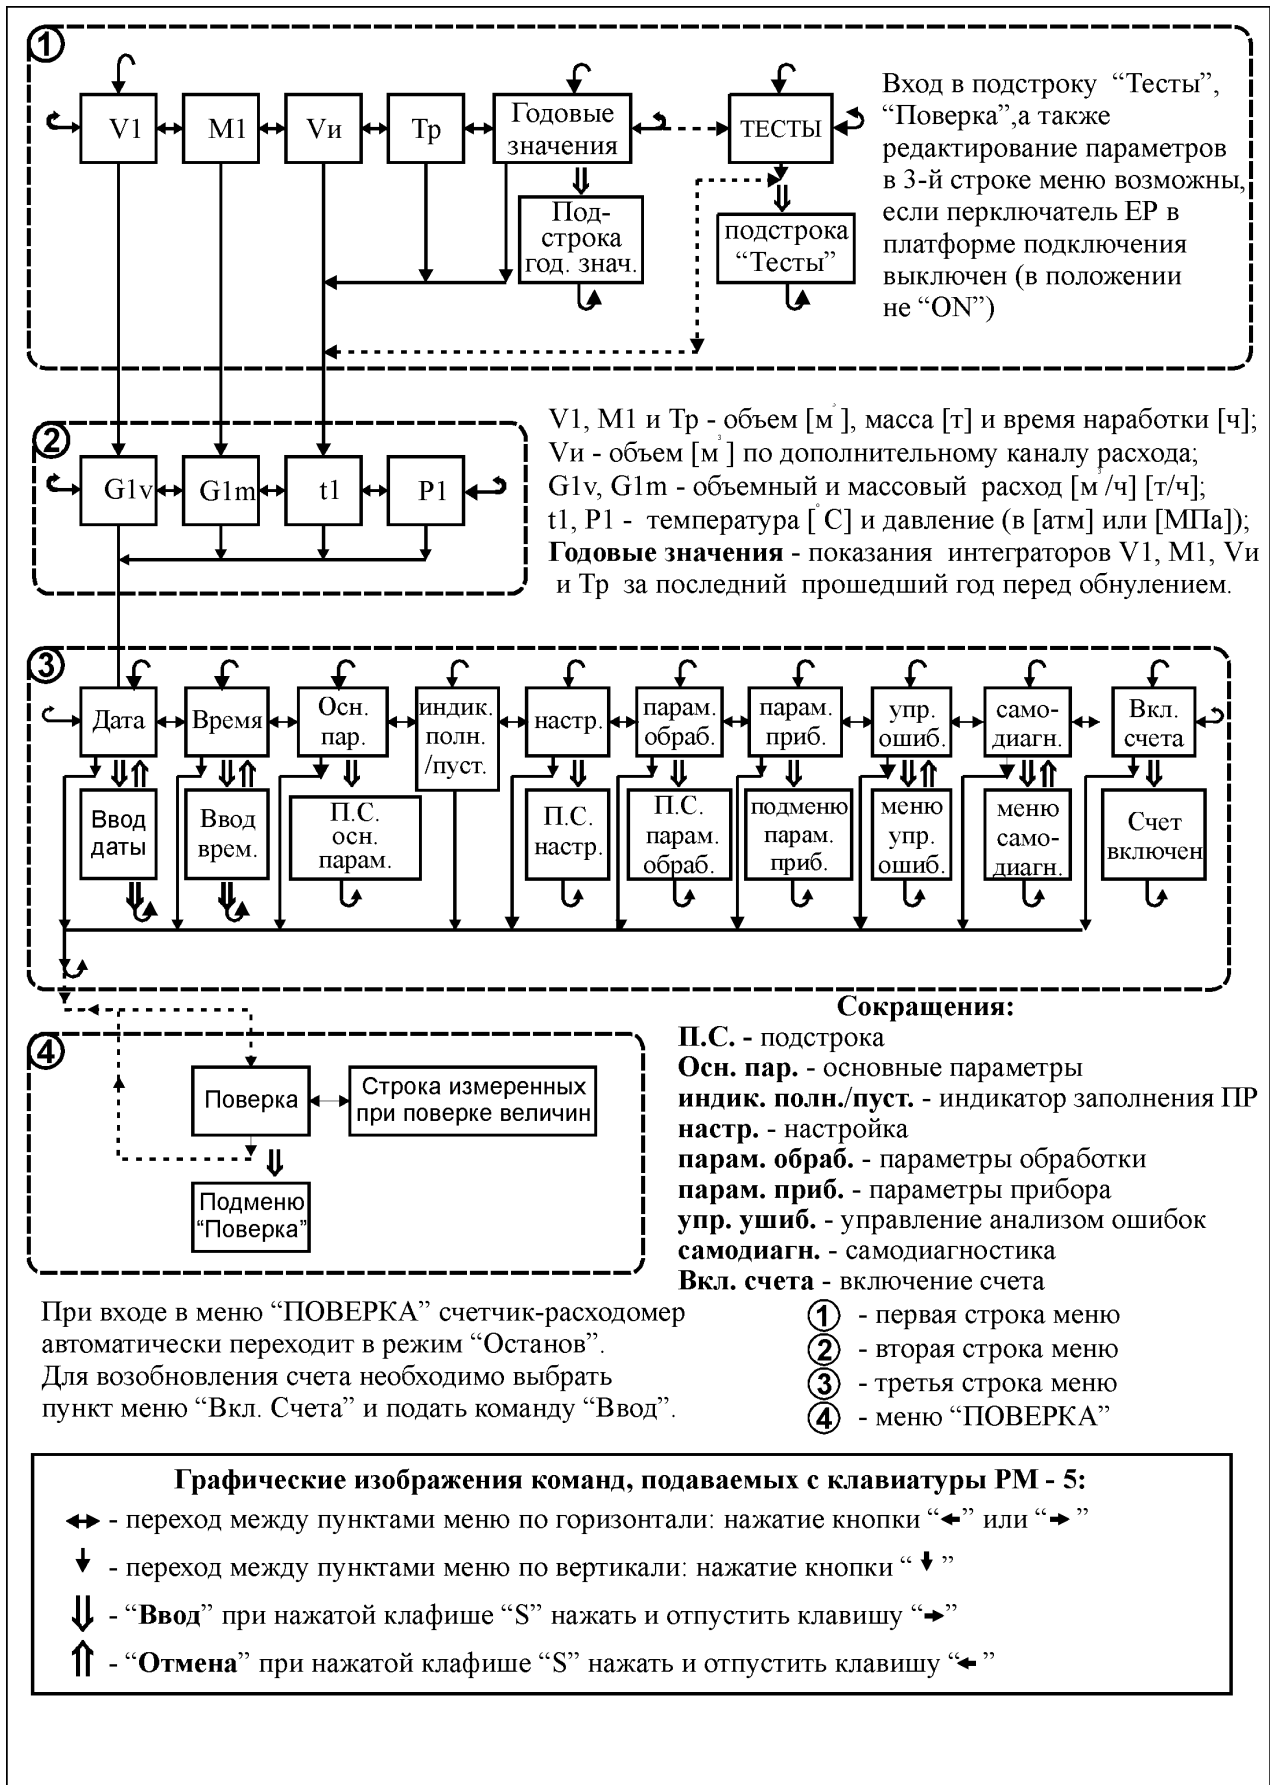 1
V1
M1
Vи
Тр
Годовые
значения
ТЕСТЫ
Под-
строка
год. знач.
подстрока
“Тесты”
Вход в подстроку “Тесты”,
“Поверка”,а также
редактирование параметров
в 3-й строке меню возможны,
если перключатель ЕР в
платформе подключения
выключен (в положении
не “ON”)
2
G1v
G1m
t1
P1
V1, M1 и Тр - объем [м³], масса [т] и время наработки [ч];
Vи - объем [м³] по дополнительному каналу расхода;
G1v, G1m - объемный и массовый расход [м³/ч] [т/ч];
t1, P1 - температура [°С] и давление (в [атм] или [МПа]);
Годовые значения - показания интеграторов V1, M1, Vи
и Тр за последний прошедший год перед обнулением.
3
Дата
Время
Осн.
пар.
индик.
полн.
/пуст.
настр.
парам.
обраб.
парам.
приб.
упр.
ошиб.
само-
диагн.
Вкл.
счета
Ввод
даты
Ввод
врем.
П.С.
осн.
парам.
П.С.
настр.
П.С.
парам.
обраб.
подменю
парам.
приб.
меню
упр.
ошиб.
меню
само-
диагн.
Счет
включен
4
Поверка
Строка измеренных
при поверке величин
Подменю
“Поверка”
Сокращения:
П.С. - подстрока
Осн. пар. - основные параметры
индик. полн./пуст. - индикатор заполнения ПР
настр. - настройка
парам. обраб. - параметры обработки
парам. приб. - параметры прибора
упр. ушиб. - управление анализом ошибок
самодиагн. - самодиагностика
Вкл. счета - включение счета
1 - первая строка меню
2 - вторая строка меню
3 - третья строка меню
4 - меню “ПОВЕРКА”
При входе в меню “ПОВЕРКА” счетчик-расходомер
автоматически переходит в режим “Останов”.
Для возобновления счета необходимо выбрать
пункт меню “Вкл. Счета” и подать команду “Ввод”.
Графические изображения команд, подаваемых с клавиатуры РМ - 5:
↔ - переход между пунктами меню по горизонтали: нажатие кнопки “←” или “→”
↓ - переход между пунктами меню по вертикали: нажатие кнопки “↓”
⇓ - “Ввод” при нажатой клафише “S” нажать и отпустить клавишу “→”
⇑ - “Отмена” при нажатой клафише “S” нажать и отпустить клавишу “←”